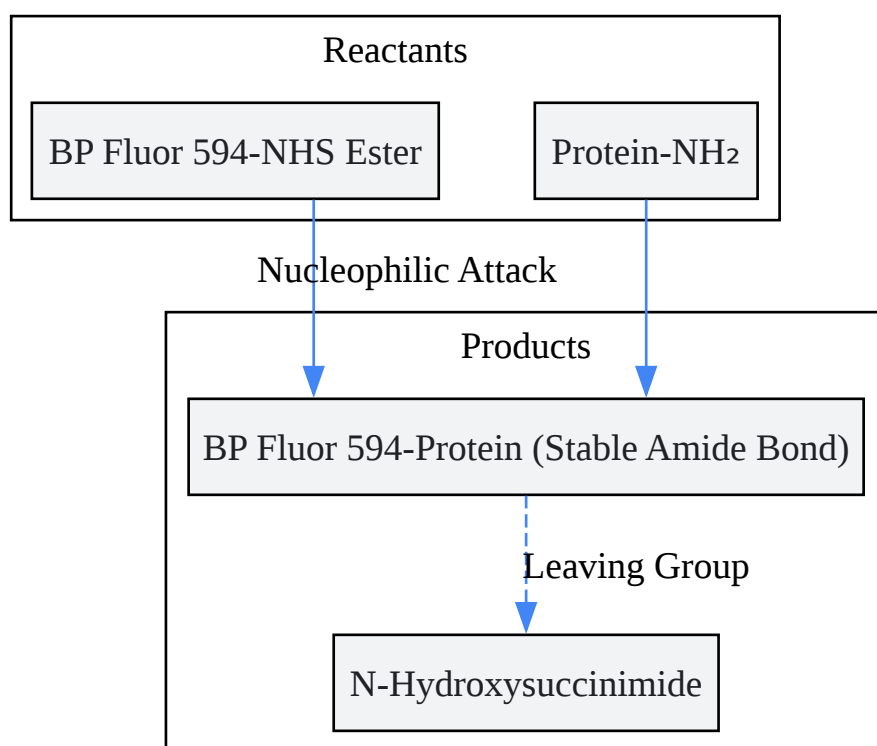 Reactants
BP Fluor 594-NHS Ester
Protein-NH₂
Nucleophilic Attack
Products
BP Fluor 594-Protein (Stable Amide Bond)
Leaving Group
N-Hydroxysuccinimide